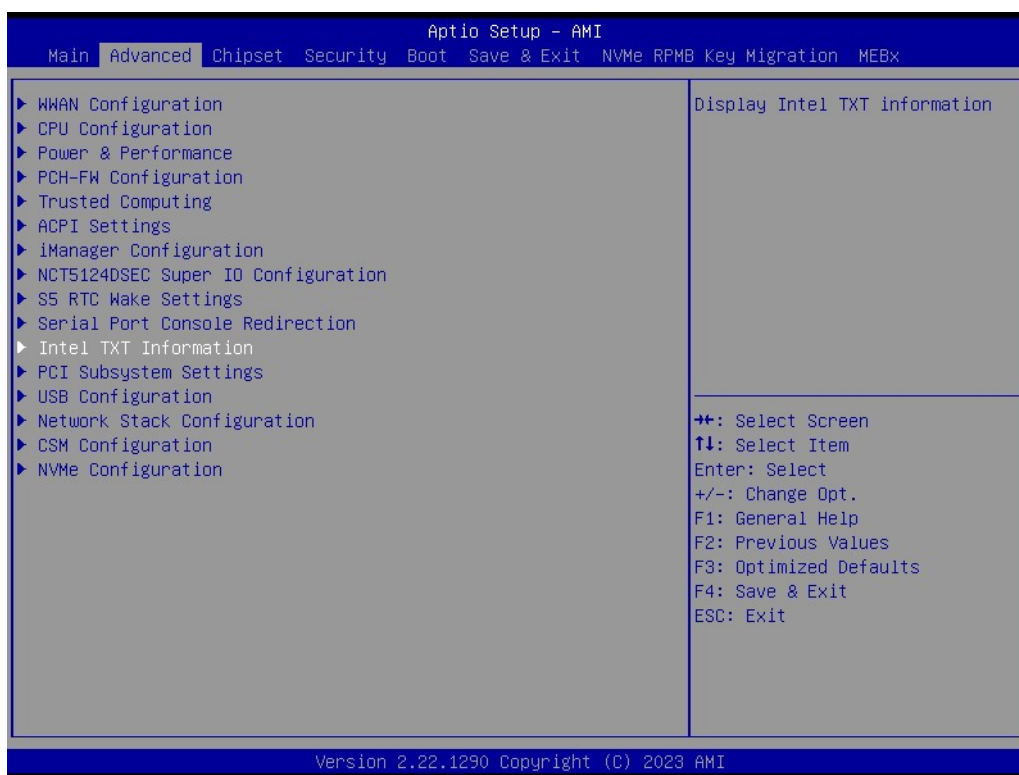 Aptio Setup – AMI
Main Advanced Chipset Security Boot Save & Exit NVMe RPMB Key Migration MEBx
▶ WWAN Configuration
▶ CPU Configuration
▶ Power & Performance
▶ PCH-FW Configuration
▶ Trusted Computing
▶ ACPI Settings
▶ iManager Configuration
▶ NCT5124DSEC Super IO Configuration
▶ S5 RTC Wake Settings
▶ Serial Port Console Redirection
▶ Intel TXT Information
▶ PCI Subsystem Settings
▶ USB Configuration
▶ Network Stack Configuration
▶ CSM Configuration
▶ NVMe Configuration
Display Intel TXT information
→←: Select Screen
↑↓: Select Item
Enter: Select
+/-: Change Opt.
F1: General Help
F2: Previous Values
F3: Optimized Defaults
F4: Save & Exit
ESC: Exit
Version 2.22.1290 Copyright (C) 2023 AMI